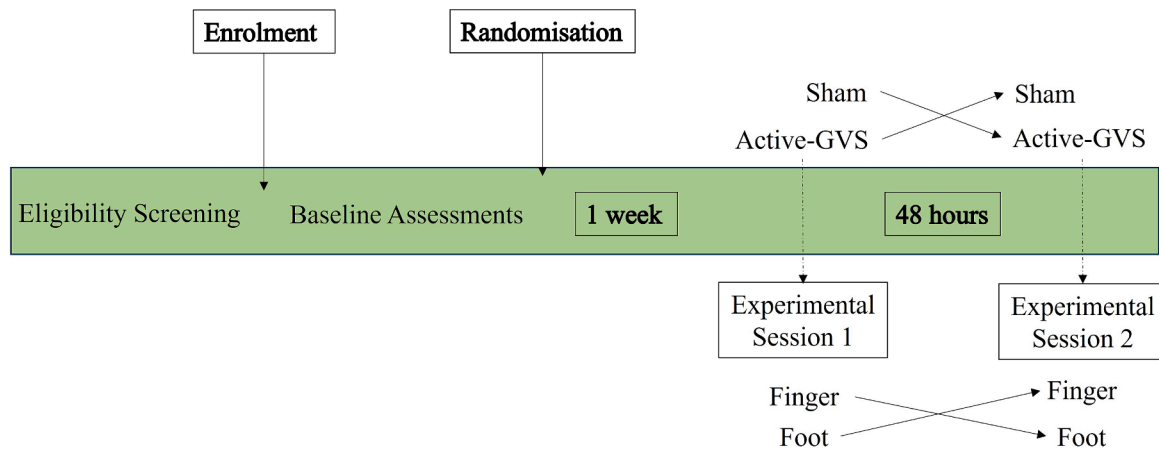 Enrolment
Randomisation
Sham
Sham
Active-GVS
Active-GVS
Eligibility Screening
Baseline Assessments
1 week
48 hours
Experimental
Session 1
Experimental
Session 2
Finger
Finger
Foot
Foot